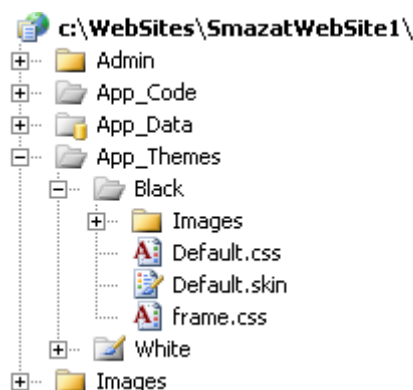 c:\WebSites\SmazatWebSite1\
Admin
App_Code
App_Data
App_Themes
Black
Images
Default.css
Default.skin
frame.css
White
Images